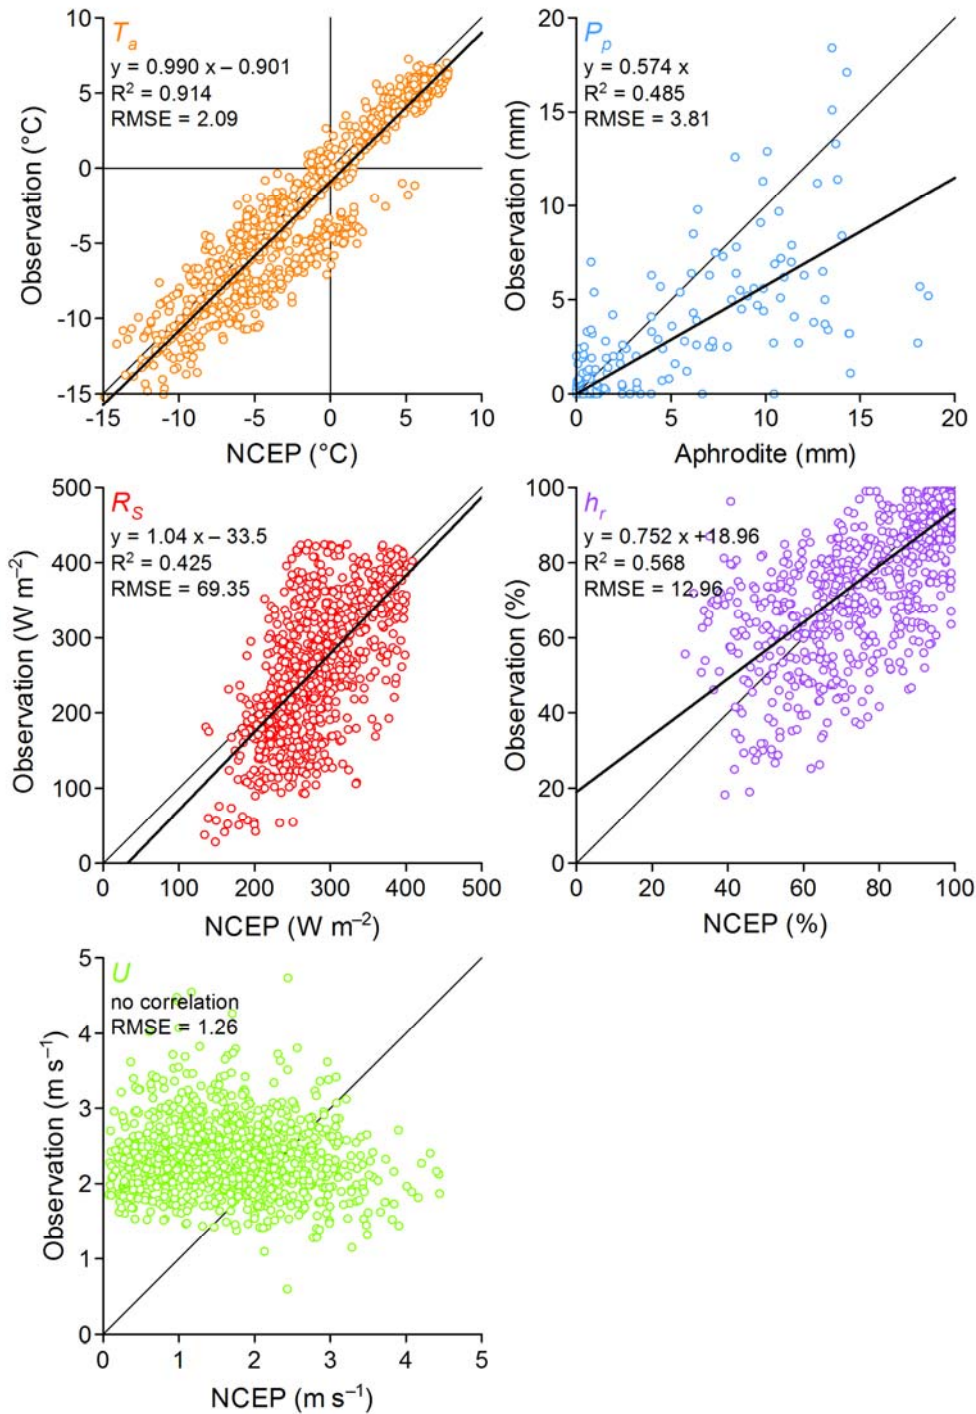 10
5
0
-5
-10
-15
Observation (°C)
T_a
y = 0.990 x – 0.901
R² = 0.914
RMSE = 2.09
-15 -10 -5 0 5 10
NCEP (°C)
20
15
10
5
0
Observation (mm)
P_p
y = 0.574 x
R² = 0.485
RMSE = 3.81
0 5 10 15 20
Aphrodite (mm)
500
400
300
200
100
0
Observation (W m⁻²)
R_S
y = 1.04 x – 33.5
R² = 0.425
RMSE = 69.35
0 100 200 300 400 500
NCEP (W m⁻²)
100
80
60
40
20
0
Observation (%)
h_r
y = 0.752 x +18.96
R² = 0.568
RMSE = 12.96
0 20 40 60 80 100
NCEP (%)
5
4
3
2
1
0
Observation (m s⁻¹)
U
no correlation
RMSE = 1.26
0 1 2 3 4 5
NCEP (m s⁻¹)